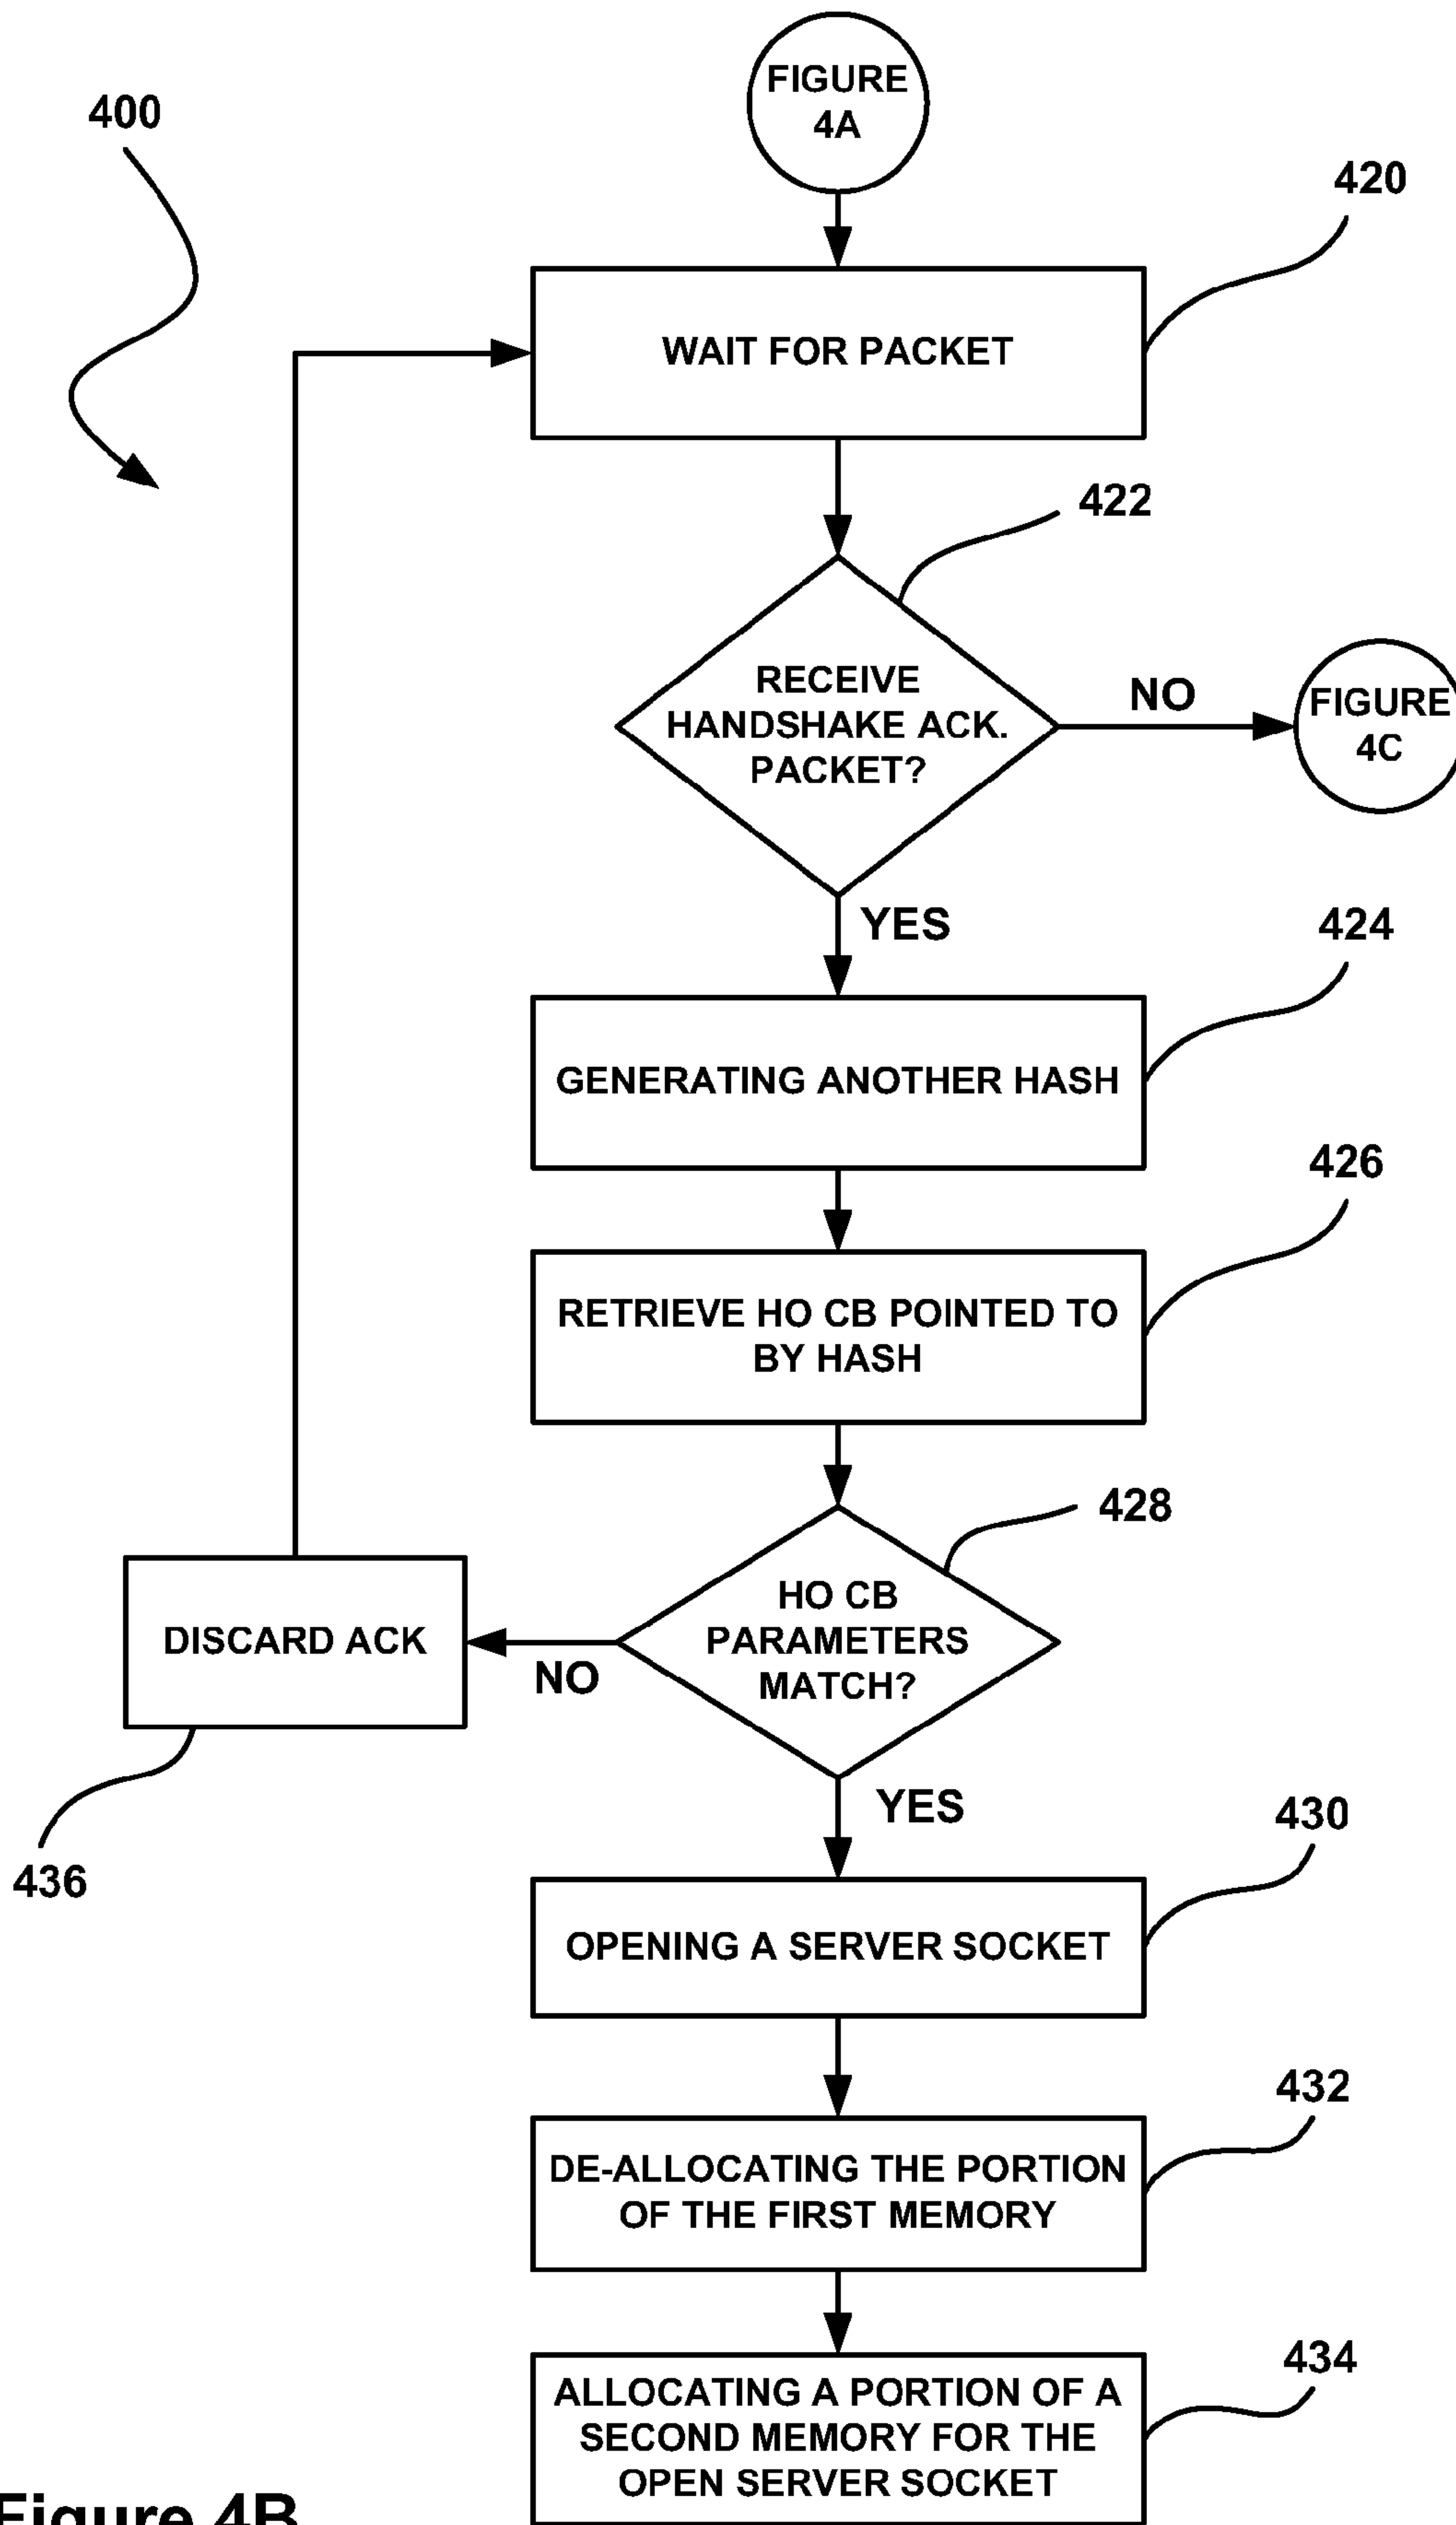 FIGURE
4A
400
420
WAIT FOR PACKET
422
RECEIVE
HANDSHAKE ACK.
PACKET?
NO
FIGURE
4C
YES
424
GENERATING ANOTHER HASH
426
RETRIEVE HO CB POINTED TO
BY HASH
428
HO CB
PARAMETERS
MATCH?
NO
DISCARD ACK
436
YES
430
OPENING A SERVER SOCKET
432
DE-ALLOCATING THE PORTION
OF THE FIRST MEMORY
434
ALLOCATING A PORTION OF A
SECOND MEMORY FOR THE
OPEN SERVER SOCKET
Figure 4B